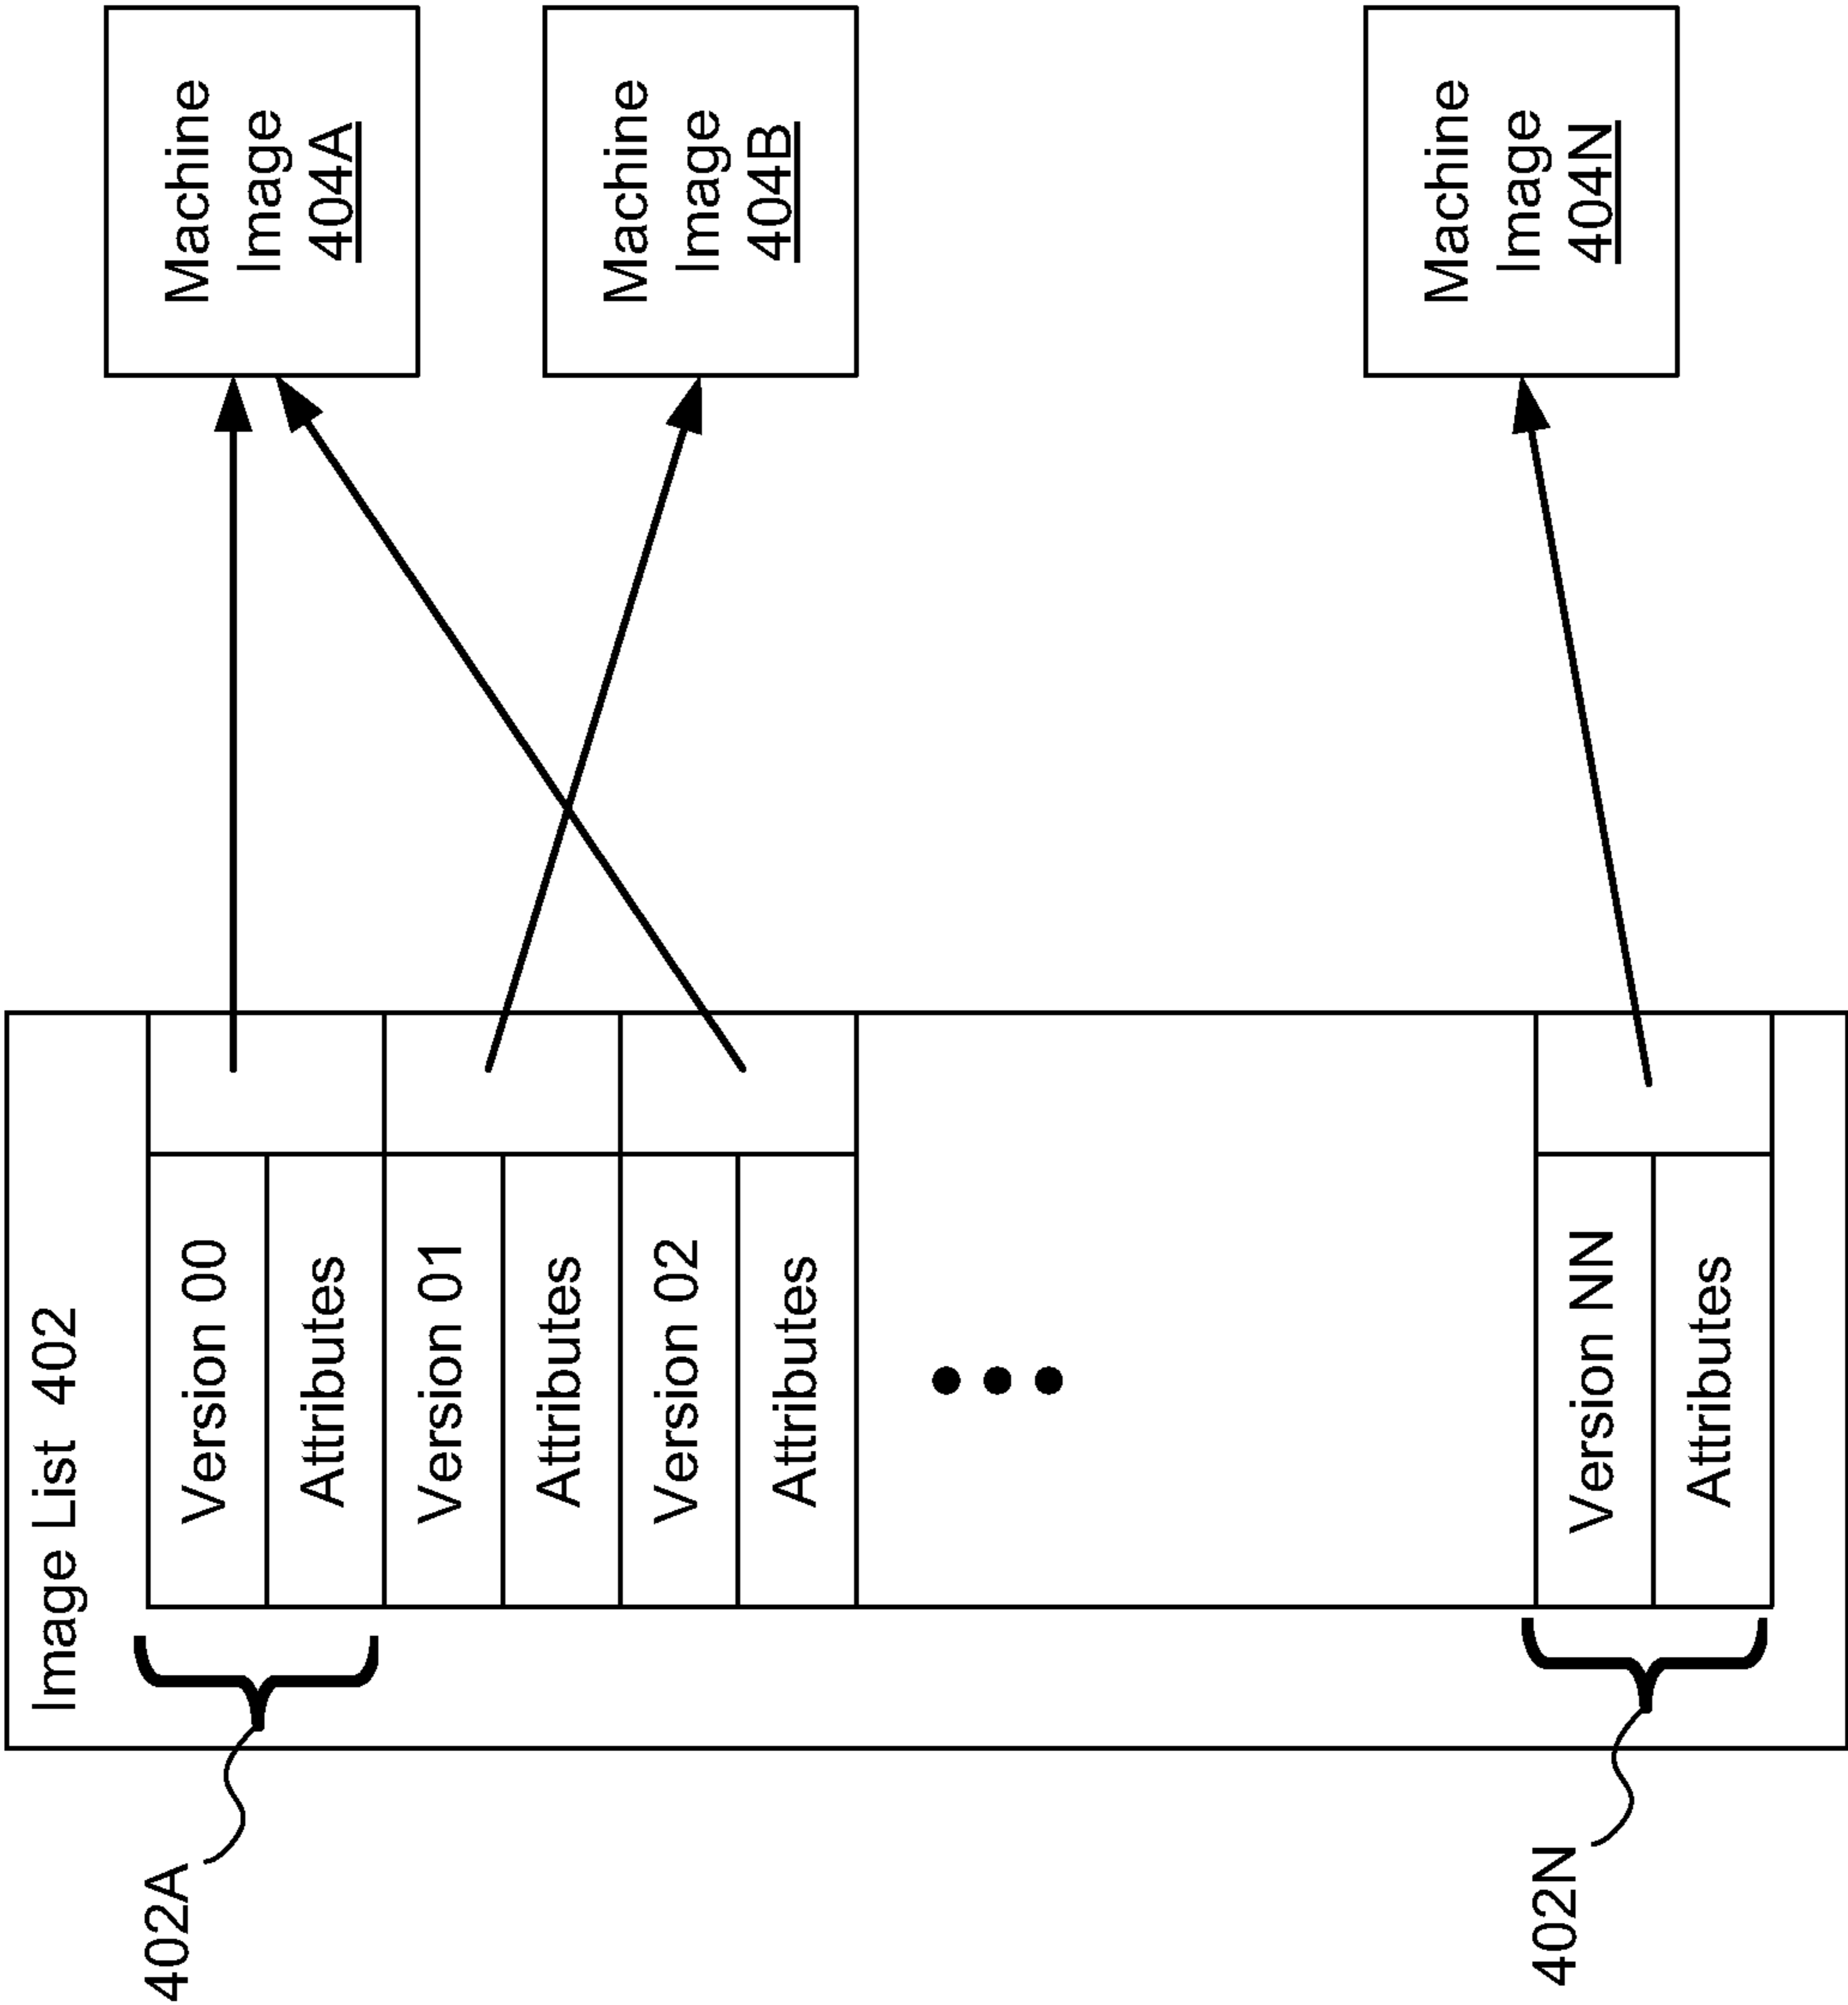 Image List 402
402A
Version 00
Attributes
Version 01
Attributes
Version 02
Attributes
402N
Version NN
Attributes
Machine
Image
404A
Machine
Image
404B
Machine
Image
404N